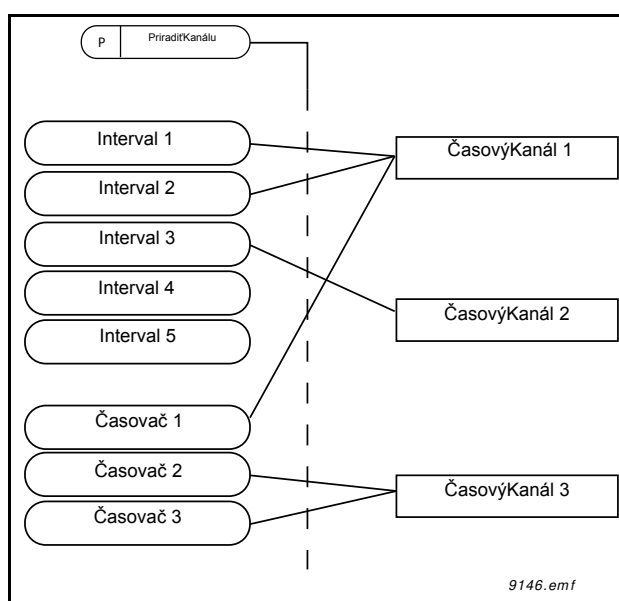 P PriradiťKanálu
Interval 1
Interval 2
Interval 3
Interval 4
Interval 5
Časovač 1
Časovač 2
Časovač 3
ČasovýKanál 1
ČasovýKanál 2
ČasovýKanál 3
9146.emf